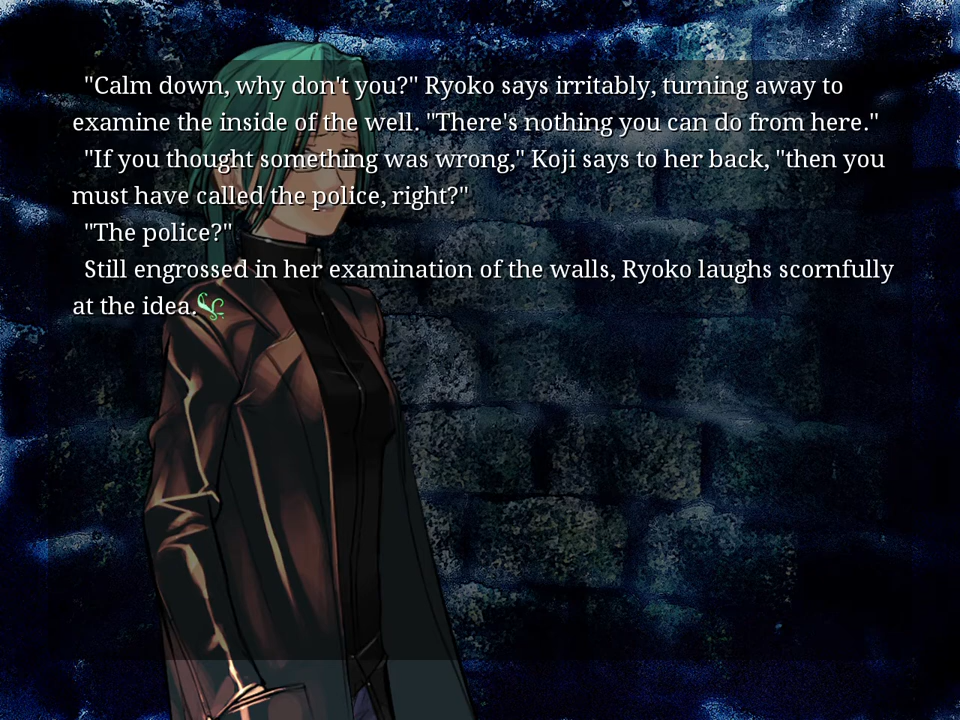 "Calm down, why don't you?" Ryoko says irritably, turning away to
examine the inside of the well. "There's nothing you can do from here."
"If you thought something was wrong," Koji says to her back, "then you
must have called the police, right?"
"The police?"
Still engrossed in her examination of the walls, Ryoko laughs scornfully
at the idea.